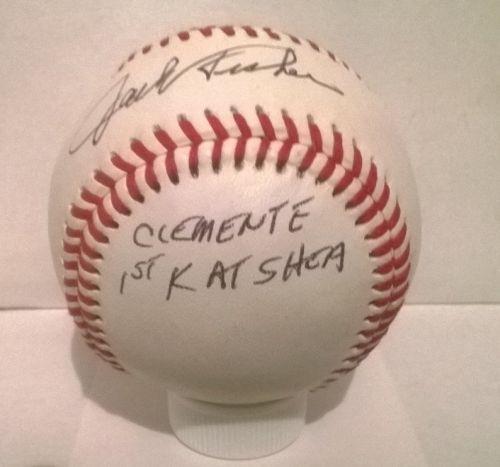 Jack Fisher
CLEMENTE
1ST K AT SHEA